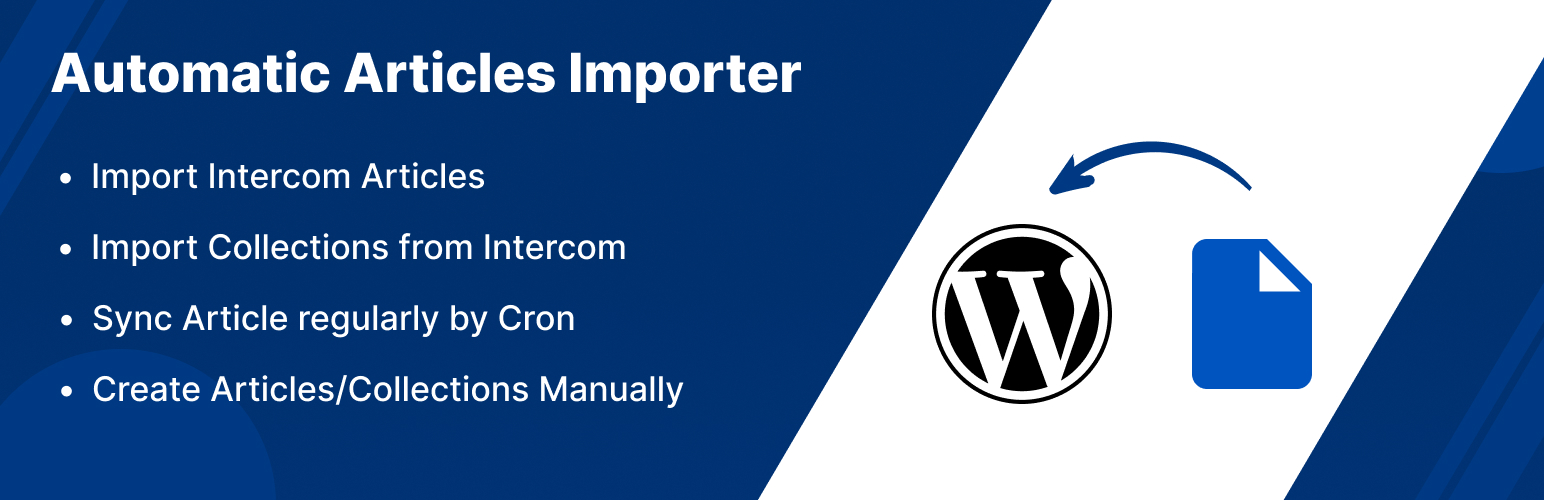 Automatic Articles Importer
• Import Intercom Articles
• Import Collections from Intercom
• Sync Article regularly by Cron
• Create Articles/Collections Manually